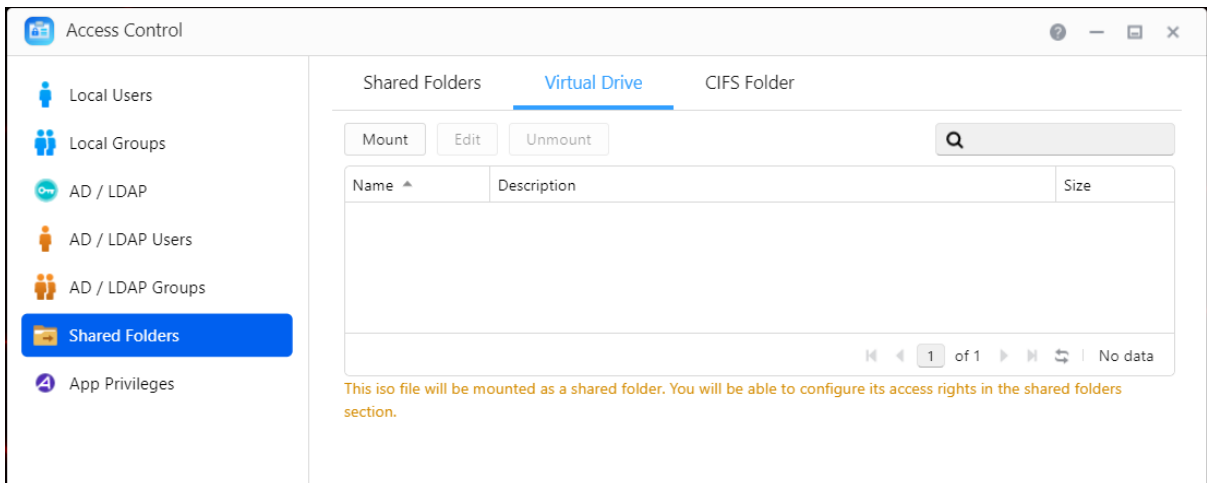 Access Control
Local Users
Local Groups
AD / LDAP
AD / LDAP Users
AD / LDAP Groups
Shared Folders
App Privileges
Shared Folders Virtual Drive CIFS Folder
Mount Edit Unmount
Name Description Size
1 of 1 No data
This iso file will be mounted as a shared folder. You will be able to configure its access rights in the shared folders
section.